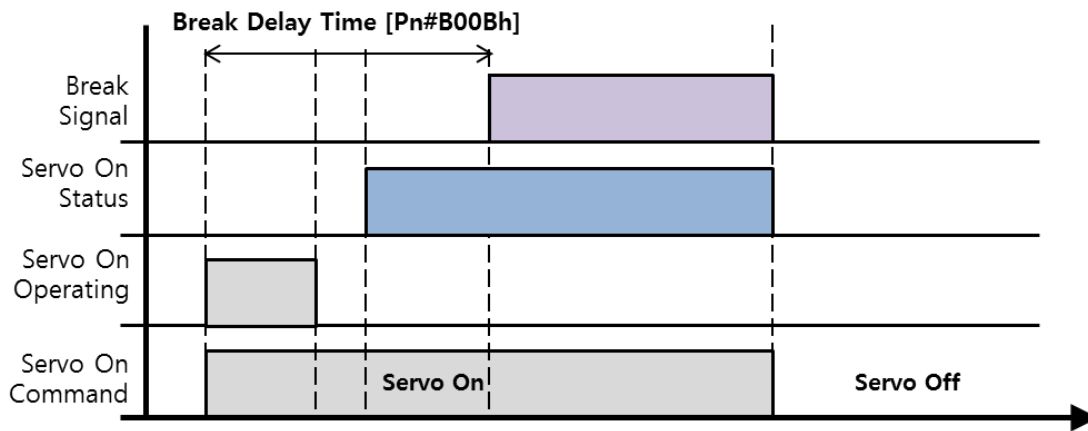 Break Delay Time [Pn#B00Bh]
Break
Signal
Servo On
Status
Servo On
Operating
Servo On
Command
Servo On
Servo Off